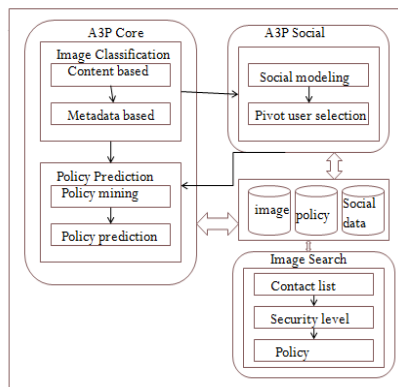 A3P Core
Image Classification
Content based
Metadata based
Policy Prediction
Policy mining
Policy prediction
A3P Social
Social modeling
Pivot user selection
image
policy
Social
data
Image Search
Contact list
Security level
Policy